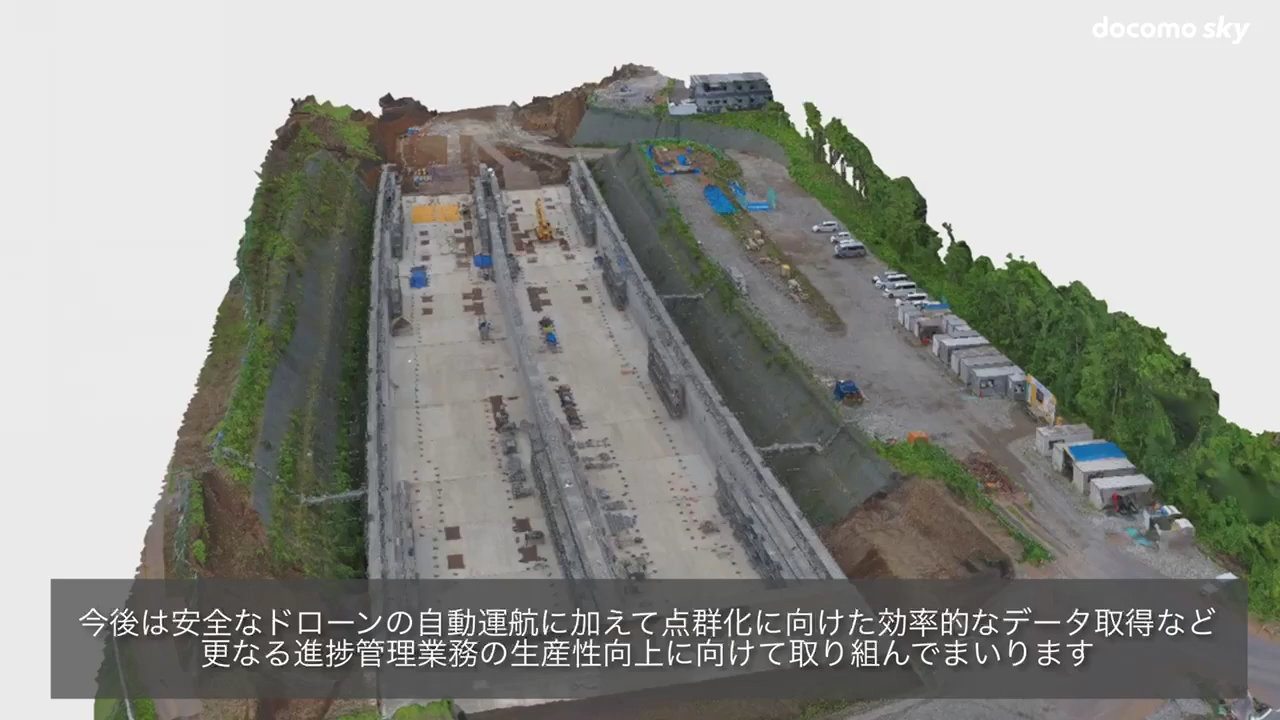 docomo sky
今後は安全なドローンの自動運航に加えて点群化に向けた効率的なデータ取得など
更なる進捗管理業務の生産性向上に向けて取り組んでまいります